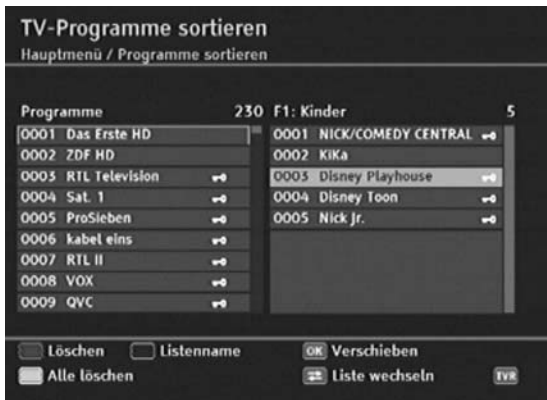 TV-Programme sortieren
Hauptmenü / Programme sortieren
Programme 230
0001 Das Erste HD
0002 ZDF HD
0003 RTL Television
0004 Sat. 1
0005 ProSieben
0006 kabel eins
0007 RTL II
0008 VOX
0009 QVC
F1: Kinder 5
0001 NICK/COMEDY CENTRAL
0002 KiKa
0003 Disney Playhouse
0004 Disney Toon
0005 Nick Jr.
Löschen Listenname OK Verschieben
Alle löschen Liste wechseln TVR